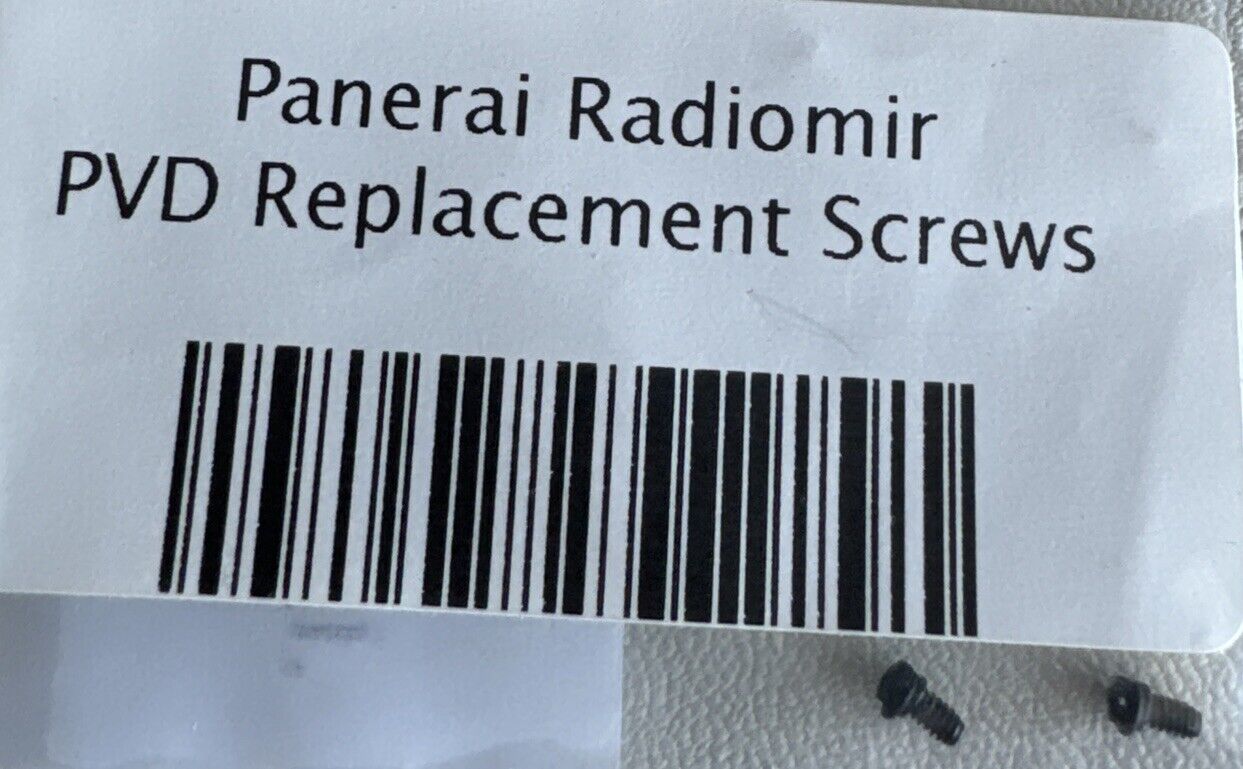 Panerai Radiomir
PVD Replacement Screws